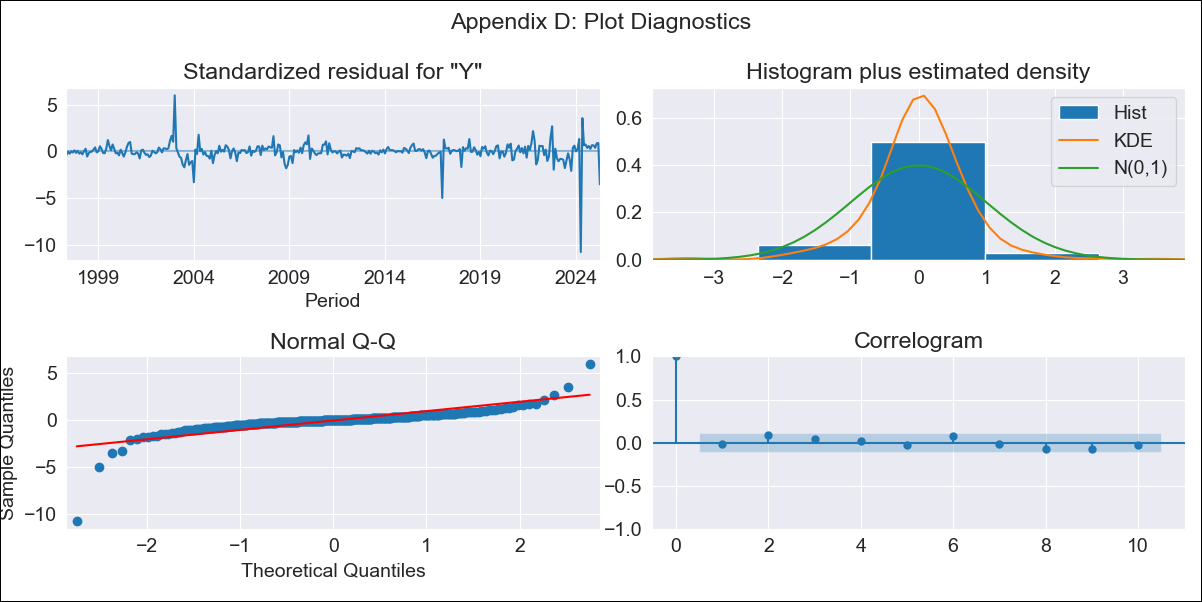 Appendix D: Plot Diagnostics
Standardized residual for "Y"
5
0
−5
−10
1999 2004 2009 2014 2019 2024
Period
Histogram plus estimated density
0.6
0.4
0.2
0.0
−3 −2 −1 0 1 2 3
Hist
KDE
N(0,1)
Normal Q-Q
Sample Quantiles
5
0
−5
−10
−2 −1 0 1 2
Theoretical Quantiles
Correlogram
1.0
0.5
0.0
−0.5
−1.0
0 2 4 6 8 10